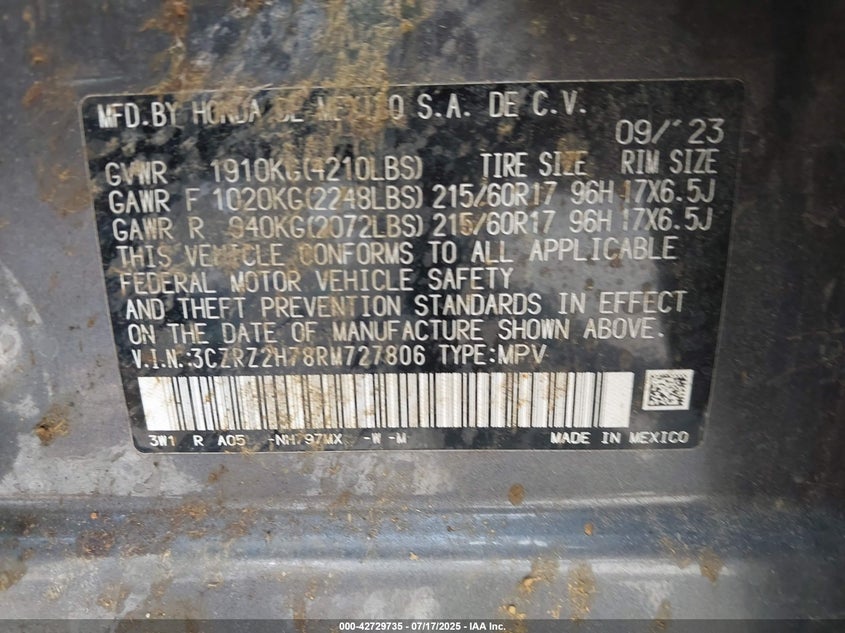 MFD.BY HONDA DE MEXICO S.A. DE C.V.
09/23
GVWR 1910KG(4210LBS) TIRE SIZE RIM SIZE
GAWR F 1020KG(2248LBS) 215/60R17 96H 17X6.5J
GAWR R 940KG(2072LBS) 215/60R17 96H 17X6.5J
THIS VEHICLE CONFORMS TO ALL APPLICABLE
FEDERAL MOTOR VEHICLE SAFETY
AND THEFT PREVENTION STANDARDS IN EFFECT
ON THE DATE OF MANUFACTURE SHOWN ABOVE.
V.I.N.:3CZRZ2H78RM727806 TYPE:MPV
3W1 R A05 -NH797MX -W -M MADE IN MEXICO
000-42729735 - 07/17/2025 - IAA Inc.